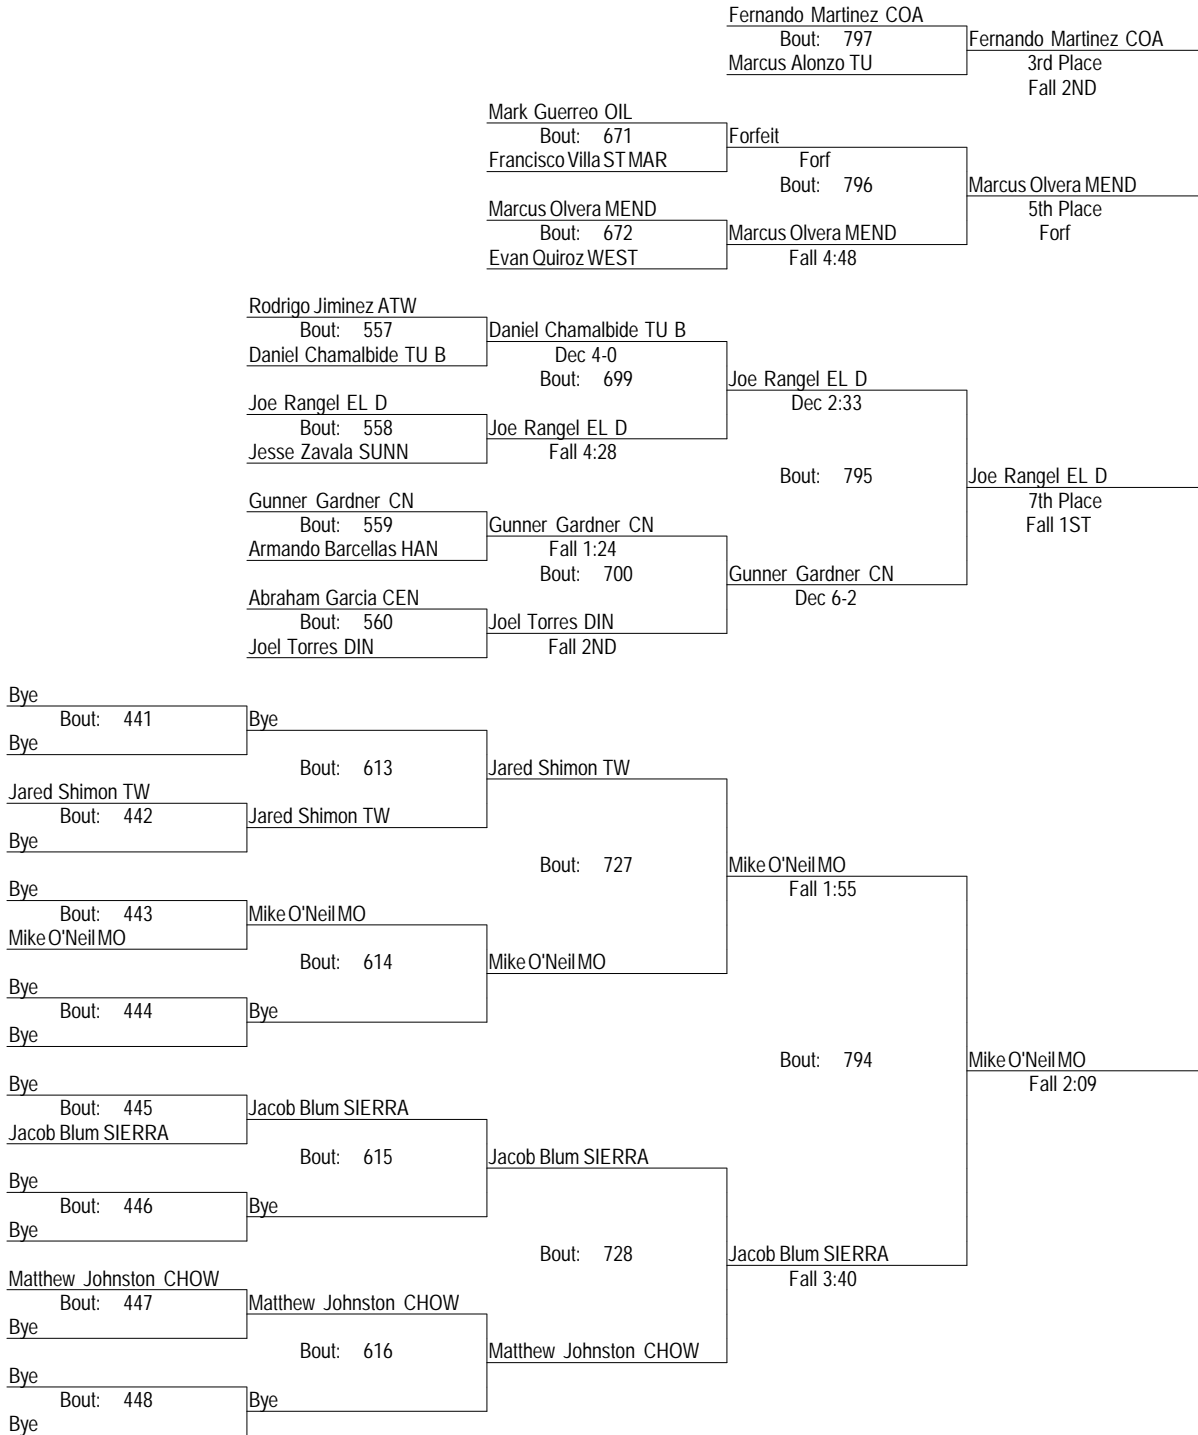 Fernando Martinez COA
Bout: 797
Marcus Alonzo TU
Fernando Martinez COA
3rd Place
Fall 2ND
Mark Guerreo OIL
Bout: 671
Francisco Villa ST MAR
Forfeit
Forf
Bout: 796
Marcus Olvera MEND
5th Place
Forf
Marcus Olvera MEND
Bout: 672
Evan Quiroz WEST
Marcus Olvera MEND
Fall 4:48
Rodrigo Jiminez ATW
Bout: 557
Daniel Chamalbide TU B
Daniel Chamalbide TU B
Dec 4-0
Bout: 699
Joe Rangel EL D
Dec 2:33
Joe Rangel EL D
Bout: 558
Jesse Zavala SUNN
Joe Rangel EL D
Fall 4:28
Bout: 795
Joe Rangel EL D
7th Place
Fall 1ST
Gunner Gardner CN
Bout: 559
Armando Barcellas HAN
Gunner Gardner CN
Fall 1:24
Bout: 700
Gunner Gardner CN
Dec 6-2
Abraham Garcia CEN
Bout: 560
Joel Torres DIN
Joel Torres DIN
Fall 2ND
Bye
Bout: 441
Bye
Bye
Bout: 613
Jared Shimon TW
Jared Shimon TW
Bout: 442
Bye
Jared Shimon TW
Bout: 727
Mike O'Neil MO
Fall 1:55
Bye
Bout: 443
Mike O'Neil MO
Mike O'Neil MO
Bout: 614
Mike O'Neil MO
Bye
Bout: 444
Bye
Bye
Bout: 794
Mike O'Neil MO
Fall 2:09
Bye
Bout: 445
Jacob Blum SIERRA
Jacob Blum SIERRA
Bout: 615
Jacob Blum SIERRA
Bye
Bout: 446
Bye
Bye
Bout: 728
Jacob Blum SIERRA
Fall 3:40
Matthew Johnston CHOW
Bout: 447
Bye
Matthew Johnston CHOW
Bout: 616
Matthew Johnston CHOW
Bye
Bout: 448
Bye
Bye